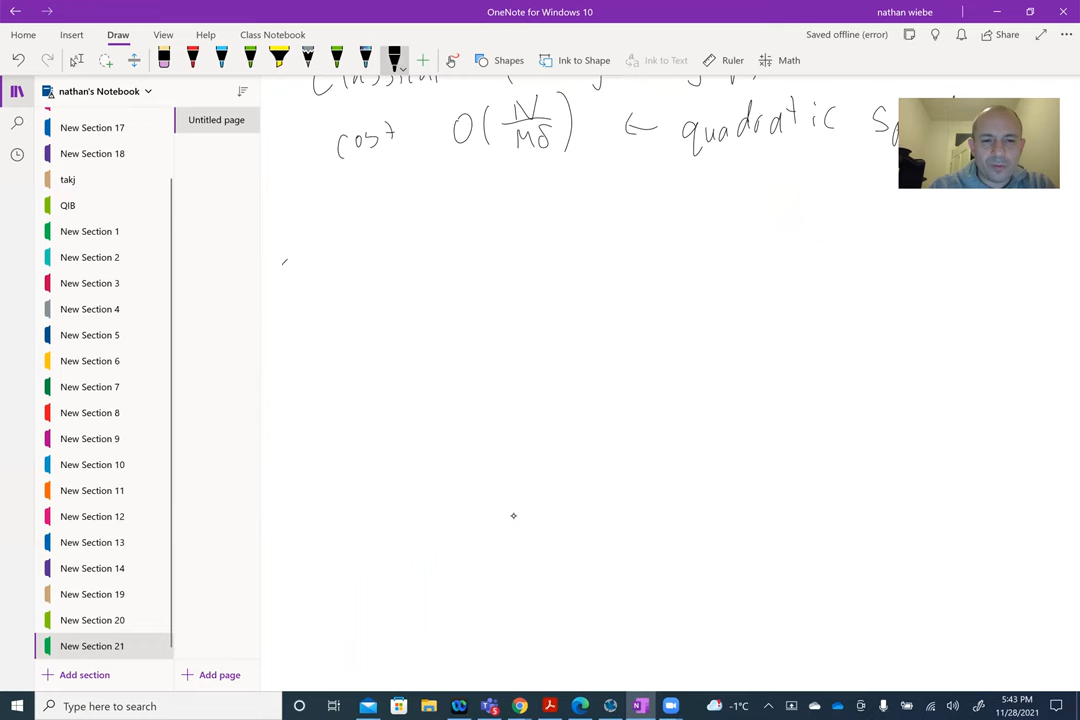 OneNote for Windows 10
nathan wiebe
Home Insert Draw View Help Class Notebook
Saved offline (error)
Share
Shapes
Ink to Shape
Ink to Text
Ruler
Math
nathan's Notebook
Untitled page
New Section 17
New Section 18
takj
QIB
New Section 1
New Section 2
New Section 3
New Section 4
New Section 5
New Section 6
New Section 7
New Section 8
New Section 9
New Section 10
New Section 11
New Section 12
New Section 13
New Section 14
New Section 19
New Section 20
New Section 21
Add section
Add page
Classical
cost O(N/Mδ) ← quadratic
Type here to search
-1°C
5:43 PM
11/28/2021